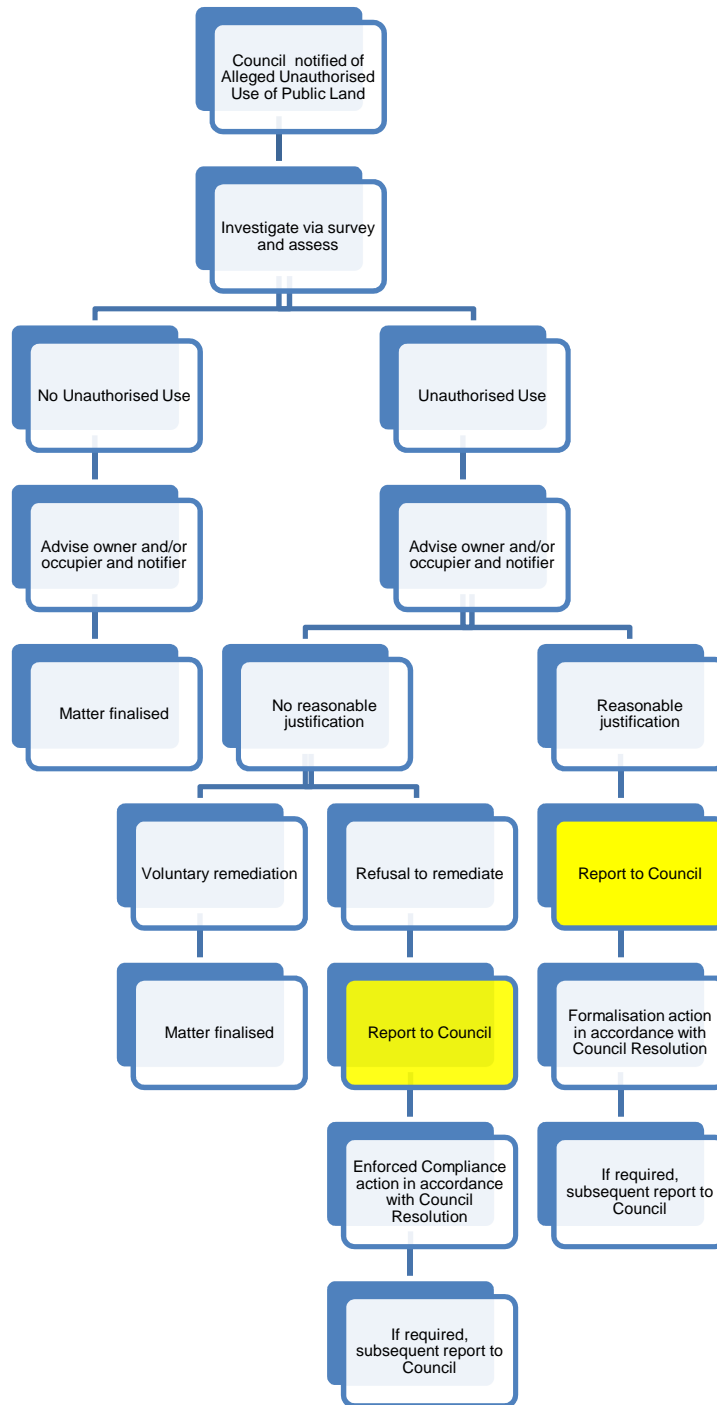 Council notified of
Alleged Unauthorised
Use of Public Land
Investigate via survey
and assess
No Unauthorised Use
Unauthorised Use
Advise owner and/or
occupier and notifier
Advise owner and/or
occupier and notifier
Matter finalised
No reasonable
justification
Reasonable
justification
Voluntary remediation
Refusal to remediate
Report to Council
Matter finalised
Report to Council
Formalisation action
in accordance with
Council Resolution
Enforced Compliance
action in accordance
with Council
Resolution
If required,
subsequent report to
Council
If required,
subsequent report to
Council